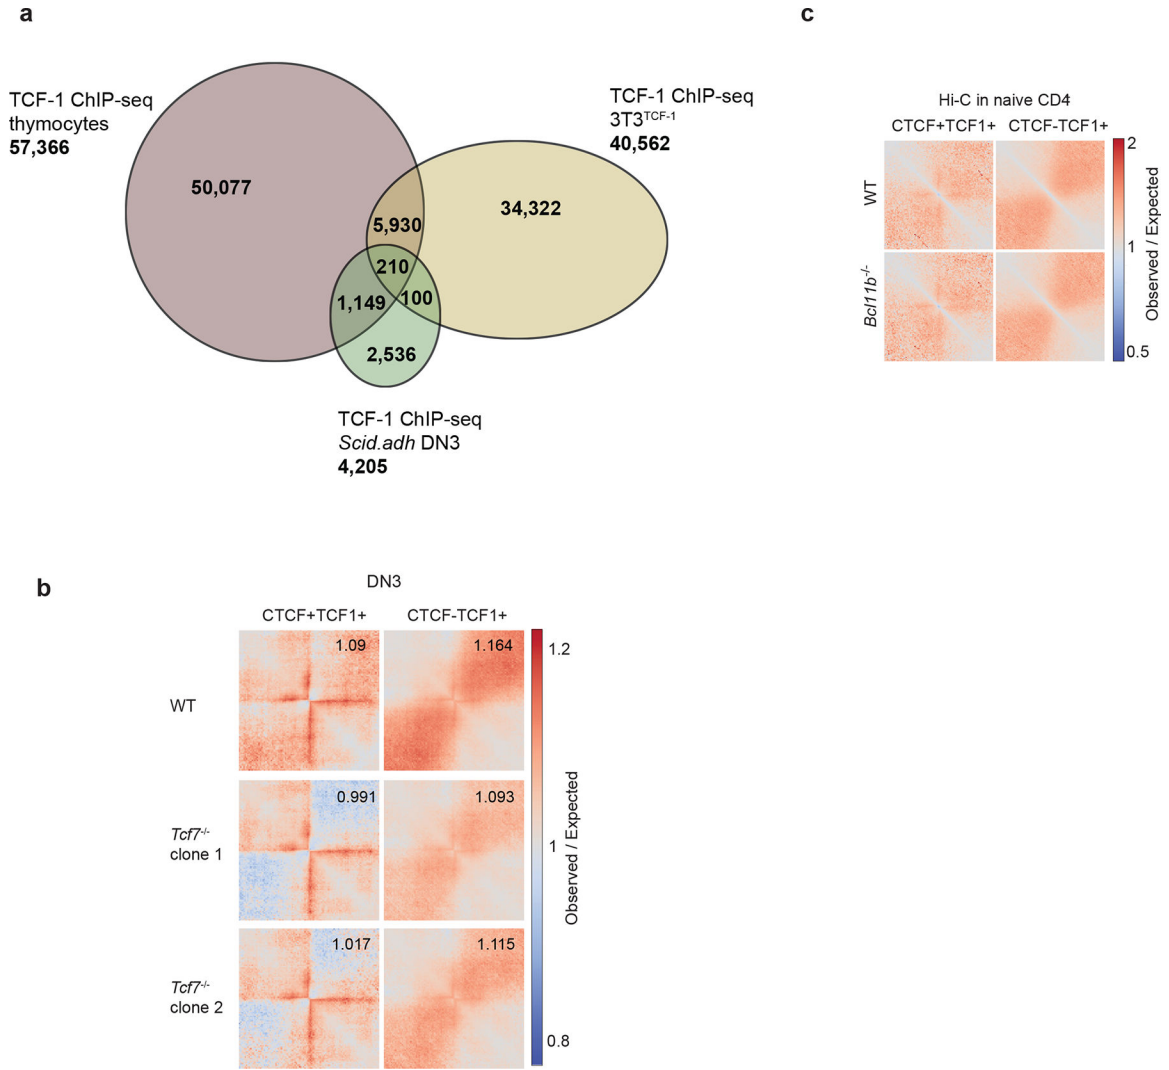 a
TCF-1 ChIP-seq
thymocytes
57,366
50,077
5,930
34,322
210
1,149
100
2,536
TCF-1 ChIP-seq
3T3TCF-1
40,562
TCF-1 ChIP-seq
Scid.adh DN3
4,205
b
DN3
CTCF+TCF1+ CTCF-TCF1+
WT
1.09 1.164
Tcf7-/-
clone 1
0.991 1.093
Tcf7-/-
clone 2
1.017 1.115
1.2
1
0.8
Observed / Expected
c
Hi-C in naive CD4
CTCF+TCF1+ CTCF-TCF1+
WT
Bcl11b-/-
2
1
0.5
Observed / Expected